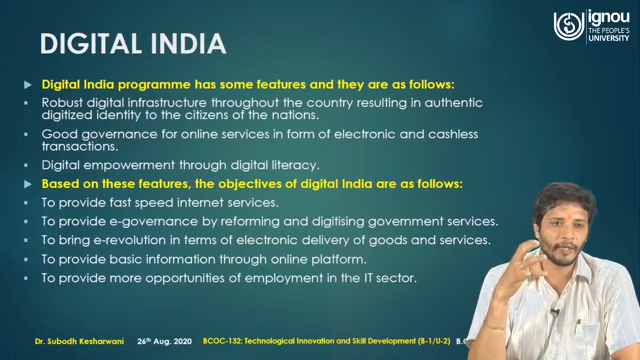 DIGITAL INDIA
ignou
THE PEOPLE'S
UNIVERSITY
Digital India programme has some features and they are as follows:
Robust digital infrastructure throughout the country resulting in authentic
digitized identity to the citizens of the nations.
Good governance for online services in form of electronic and cashless
transactions.
Digital empowerment through digital literacy.
Based on these features, the objectives of digital India are as follows:
To provide fast speed internet services.
To provide e-governance by reforming and digitising government services.
To bring e-revolution in terms of electronic delivery of goods and services.
To provide basic information through online platform.
To provide more opportunities of employment in the IT sector.
Dr. Subodh Kesharwani 26th Aug. 2020 BCOC-132: Technological Innovation and Skill Development (B-1/U-2)